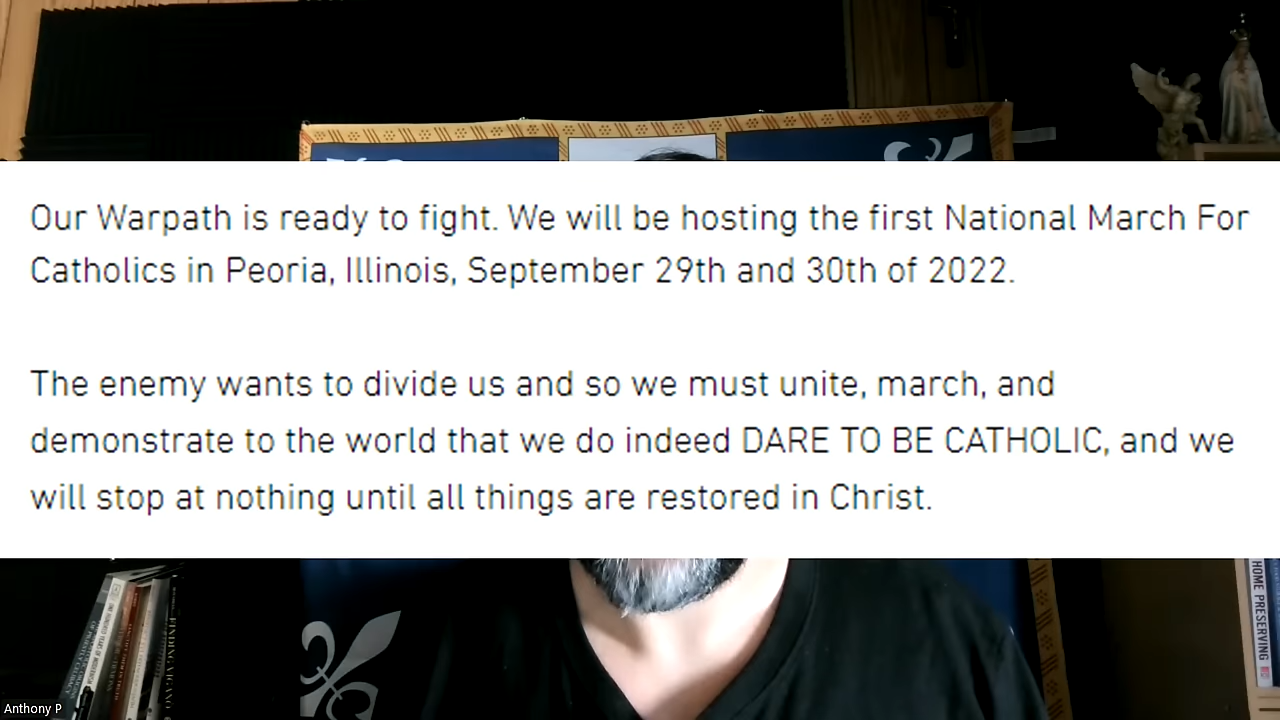 Our Warpath is ready to fight. We will be hosting the first National March For
Catholics in Peoria, Illinois, September 29th and 30th of 2022.
The enemy wants to divide us and so we must unite, march, and
demonstrate to the world that we do indeed DARE TO BE CATHOLIC, and we
will stop at nothing until all things are restored in Christ.
HOME PRESERVING
Anthony P